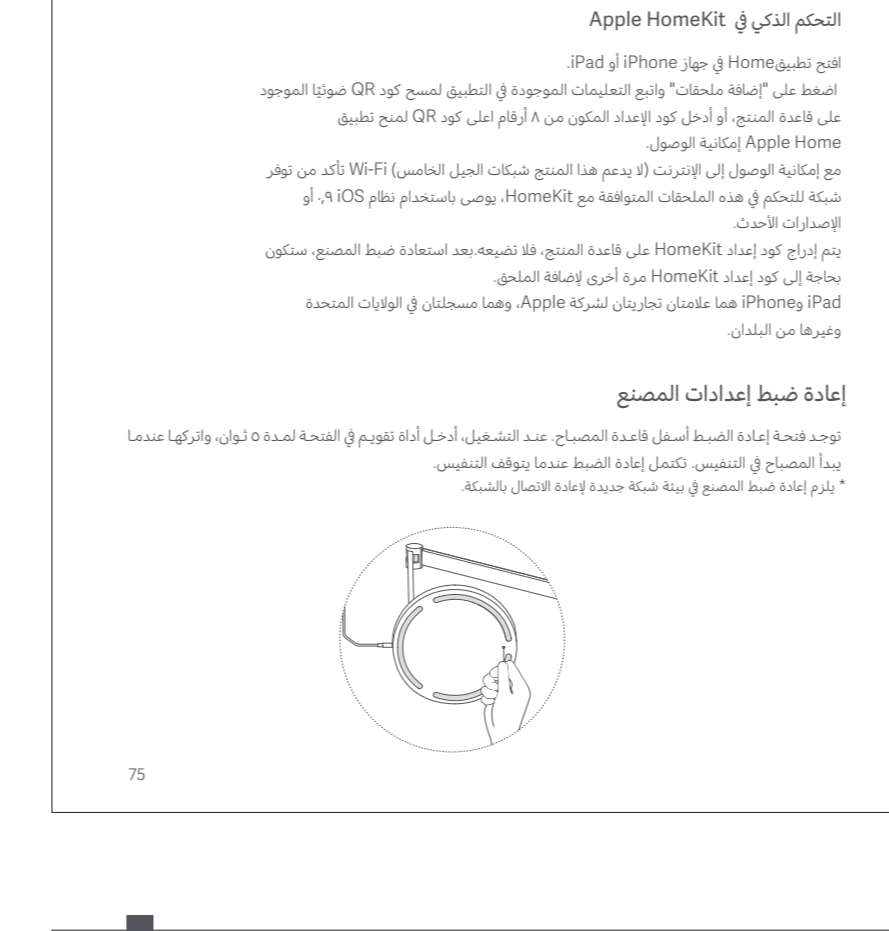 التحكم الذكي في Apple HomeKit
افتح تطبيقHome في جهاز iPhone أو iPad.
اضغط على "إضافة ملحقات" واتبع التعليمات الموجودة في التطبيق لمسح كود QR ضوئيًا الموجود
على قاعدة المنتج، أو أدخل كود الإعداد المكون من ٨ أرقام اعلى كود QR لمنح تطبيق
Apple Home إمكانية الوصول.
مع إمكانية الوصول إلى الإنترنت (لا يدعم هذا المنتج شبكات الجيل الخامس) Wi-Fi تأكد من توفر
شبكة للتحكم في هذه الملحقات المتوافقة مع HomeKit، يوصى باستخدام نظام iOS ٠,٩ أو
الإصدارات الأحدث.
يتم إدراج كود إعداد HomeKit على قاعدة المنتج، فلا تضيعه.بعد استعادة ضبط المصنع، ستكون
بحاجة إلى كود إعداد HomeKit مرة أخرى لإضافة الملحق.
iPad وiPhone هما علامتان تجاريتان لشركة Apple، وهما مسجلتان في الولايات المتحدة
وغيرها من البلدان.
إعادة ضبط إعدادات المصنع
توجد فتحة إعادة الضبط أسفل قاعدة المصباح. عند التشغيل، أدخل أداة تقويم في الفتحة لمدة ٥ ثوان، واتركها عندما
يبدأ المصباح في التنفيس. تكتمل إعادة الضبط عندما يتوقف التنفيس.
* يلزم إعادة ضبط المصنع في بيئة شبكة جديدة لإعادة الاتصال بالشبكة.
75